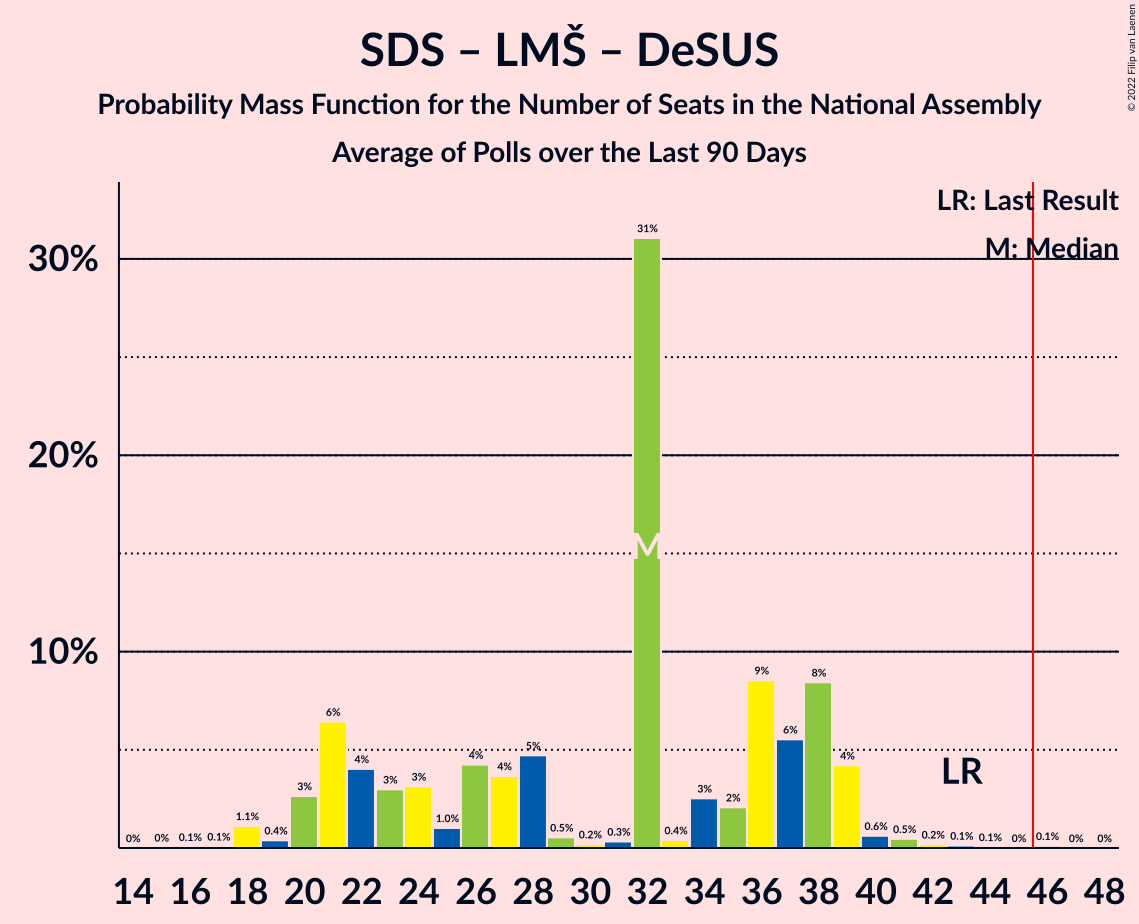 SDS – LMŠ – DeSUS
Probability Mass Function for the Number of Seats in the National Assembly
Average of Polls over the Last 90 Days
© 2022 Filip van Laenen
LR: Last Result
M: Median
30%
20%
10%
0% 0% 0.1% 0.1% 1.1% 0.4% 3% 6% 4% 3% 3% 1.0% 4% 4% 5% 0.5% 0.2% 0.3% 31% 0.4% 3% 2% 9% 6% 8% 4% 0.6% 0.5% 0.2% 0.1% 0.1% 0% 0.1% 0% 0%
M
LR
14 16 18 20 22 24 26 28 30 32 34 36 38 40 42 44 46 48